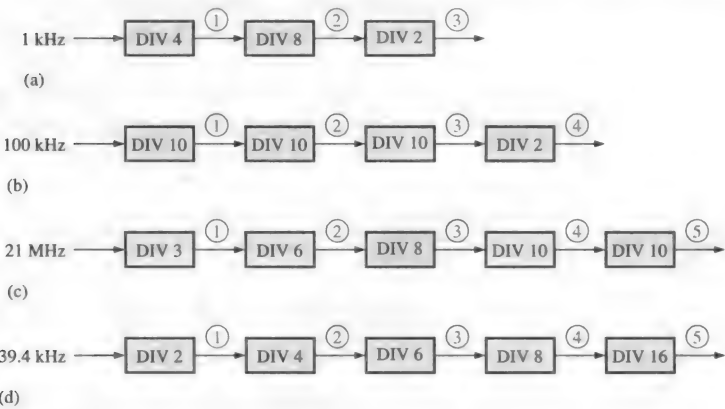 1 kHz DIV 4 ① DIV 8 ② DIV 2 ③
(a)
100 kHz DIV 10 ① DIV 10 ② DIV 10 ③ DIV 2 ④
(b)
21 MHz DIV 3 ① DIV 6 ② DIV 8 ③ DIV 10 ④ DIV 10 ⑤
(c)
39.4 kHz DIV 2 ① DIV 4 ② DIV 6 ③ DIV 8 ④ DIV 16 ⑤
(d)